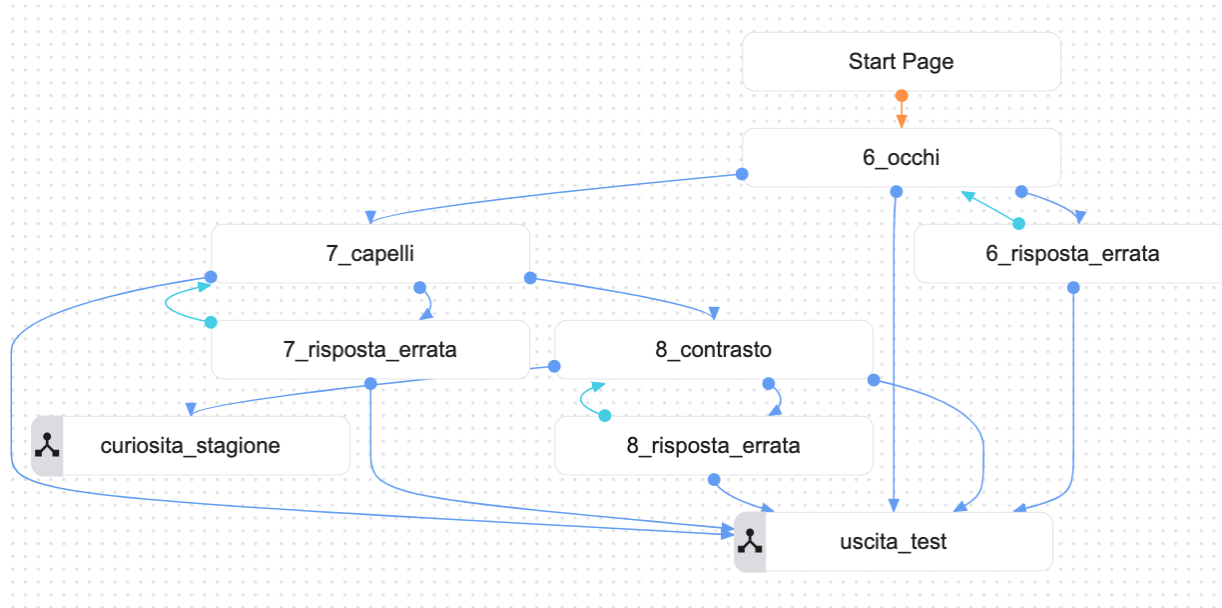 Start Page
6_occhi
7_capelli
6_risposta_errata
7_risposta_errata
8_contrasto
curiosita_stagione
8_risposta_errata
uscita_test